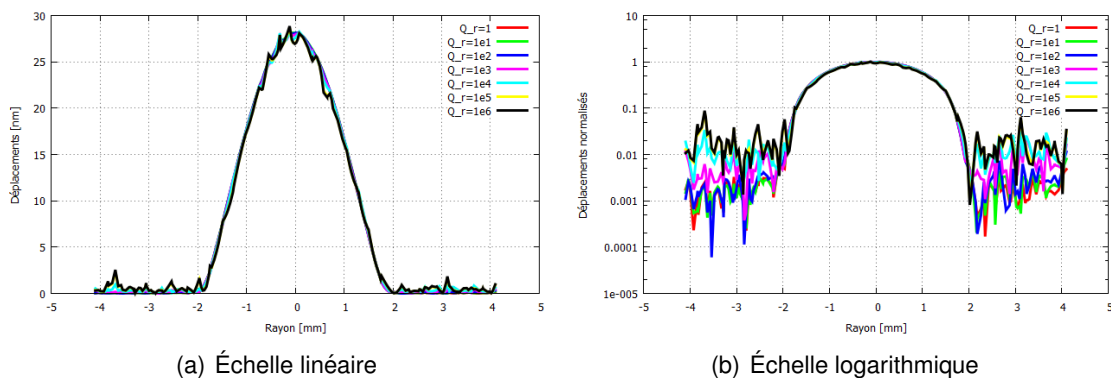 30
25
20
15
10
5
0
Déplacements [nm]
-5 -4 -3 -2 -1 0 1 2 3 4 5
Rayon [mm]
Q_r=1
Q_r=1e1
Q_r=1e2
Q_r=1e3
Q_r=1e4
Q_r=1e5
Q_r=1e6
(a) Échelle linéaire
10
1
0.1
0.01
0.001
0.0001
1e-005
Déplacements normalisés
-5 -4 -3 -2 -1 0 1 2 3 4 5
Rayon [mm]
Q_r=1
Q_r=1e1
Q_r=1e2
Q_r=1e3
Q_r=1e4
Q_r=1e5
Q_r=1e6
(b) Échelle logarithmique